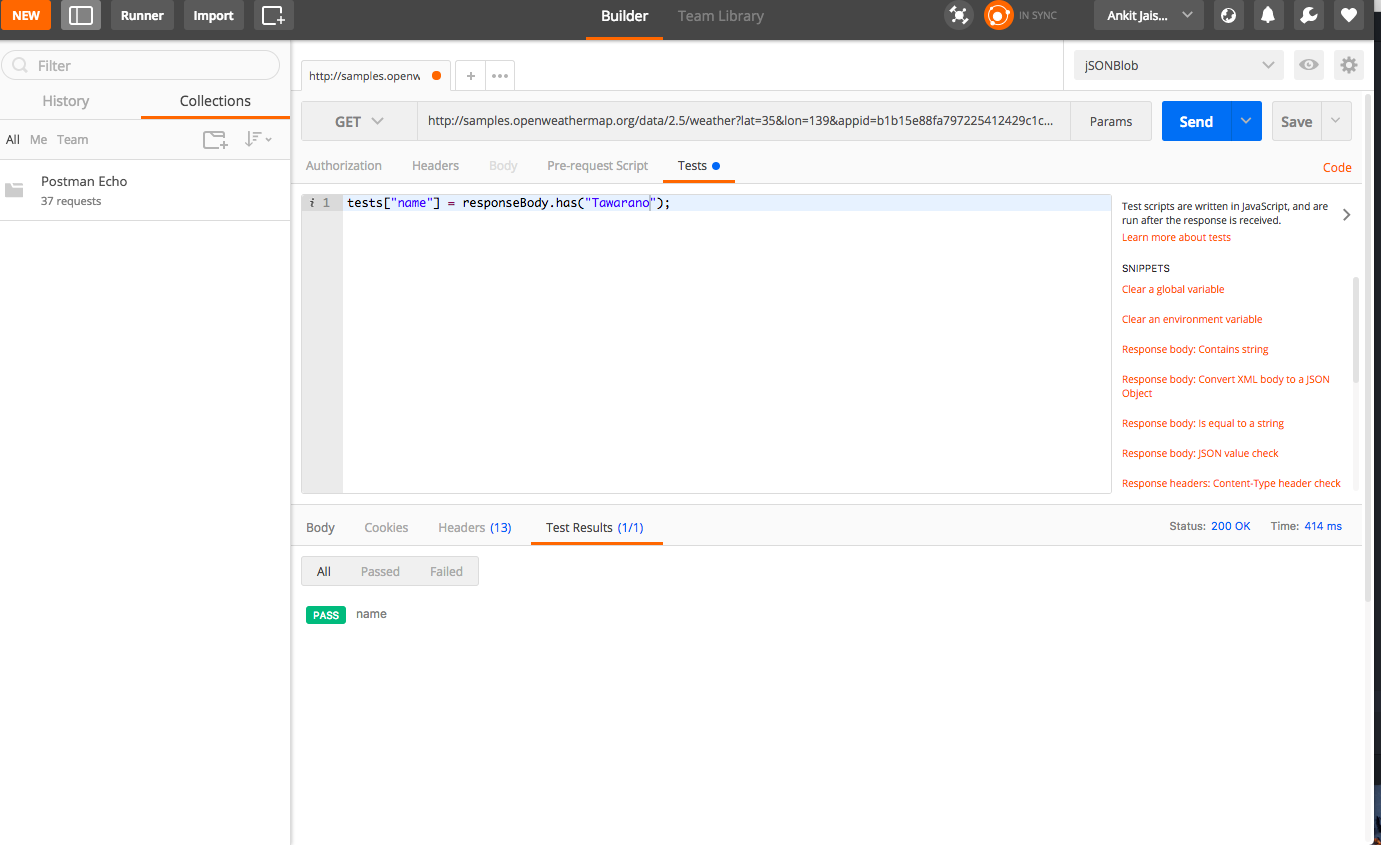 NEW Runner Import Builder Team Library IN SYNC Ankit Jais...
Filter
History Collections
All Me Team
Postman Echo
37 requests
http://samples.openw + ••• jSONBlob
GET http://samples.openweathermap.org/data/2.5/weather?lat=35&lon=139&appid=b1b15e88fa797225412429c1c... Params Send Save
Authorization Headers Body Pre-request Script Tests Code
i 1 tests["name"] = responseBody.has("Tawarano");
Test scripts are written in JavaScript, and are
run after the response is received.
Learn more about tests
SNIPPETS
Clear a global variable
Clear an environment variable
Response body: Contains string
Response body: Convert XML body to a JSON
Object
Response body: Is equal to a string
Response body: JSON value check
Response headers: Content-Type header check
Body Cookies Headers (13) Test Results (1/1) Status: 200 OK Time: 414 ms
All Passed Failed
PASS name